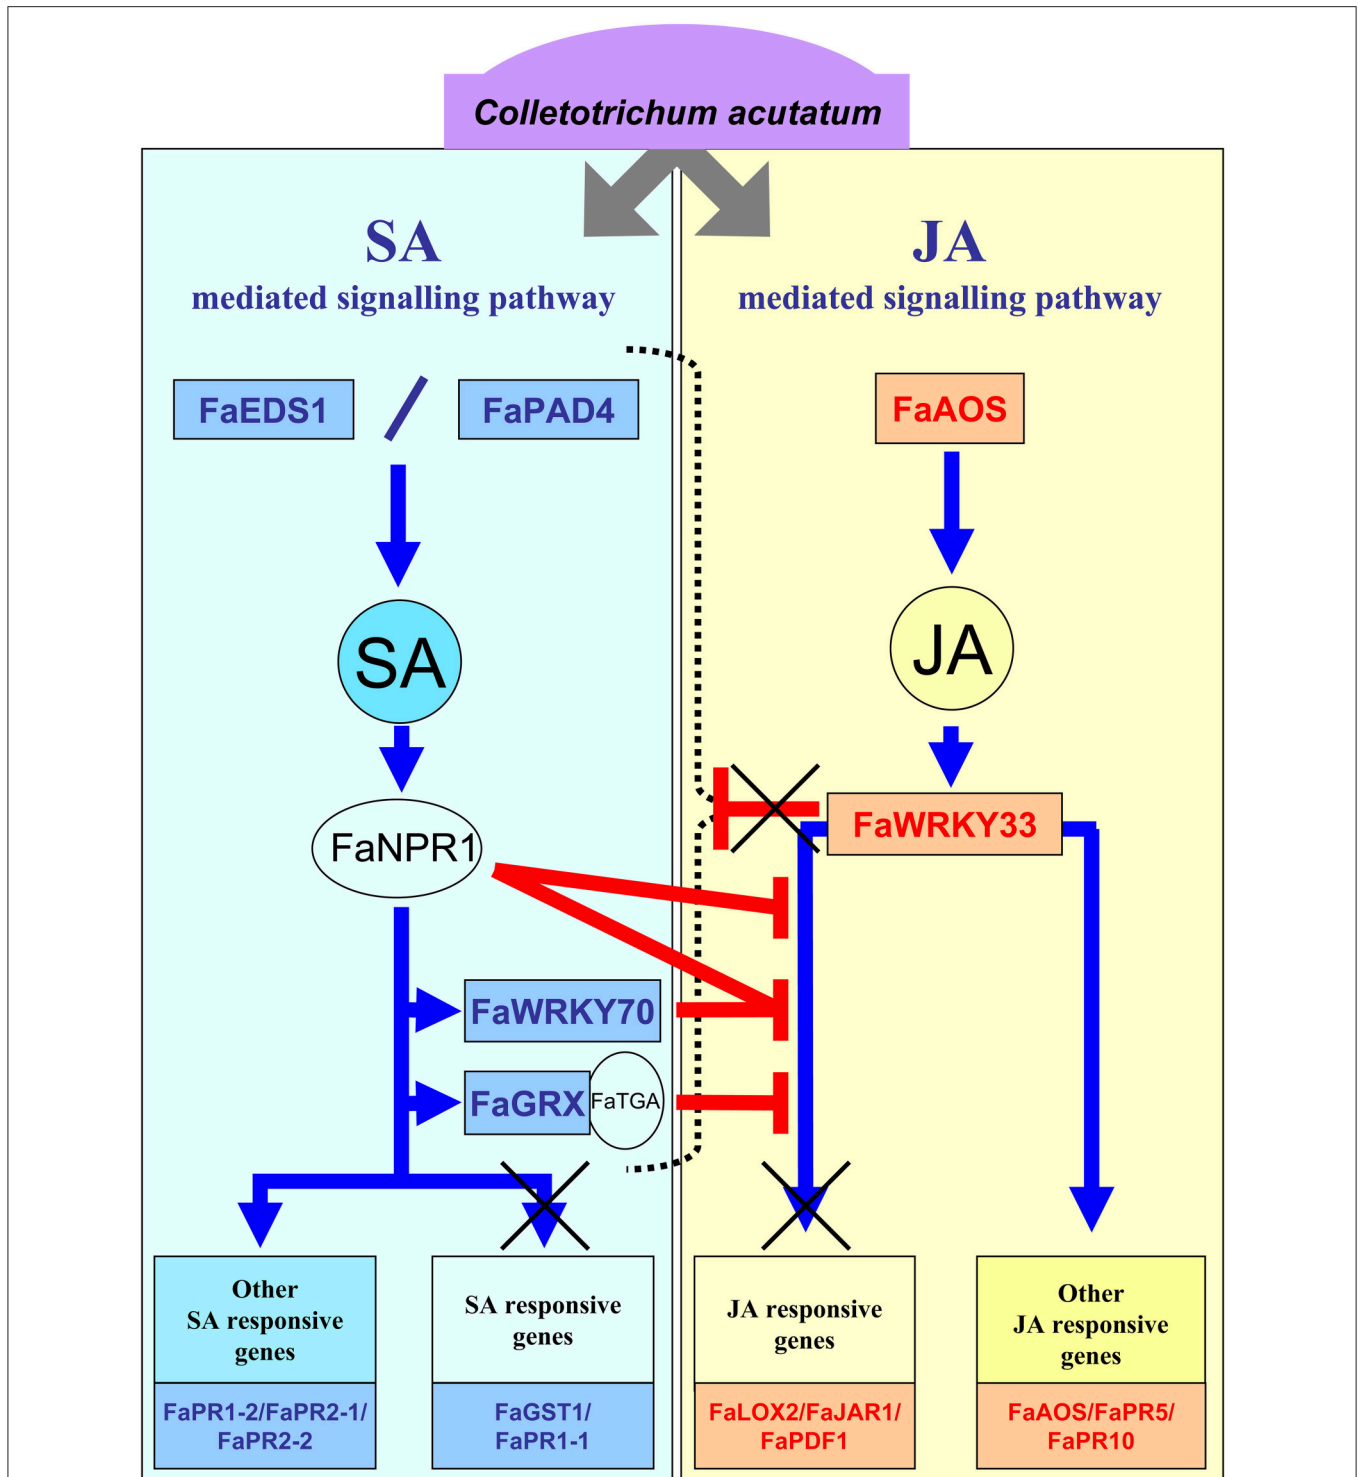 Colletotrichum acutatum
SA
mediated signalling pathway
JA
mediated signalling pathway
FaEDS1
FaPAD4
FaAOS
SA
JA
FaNPR1
FaWRKY33
FaWRKY70
FaGRX
FaTGA
Other
SA responsive
genes
FaPR1-2/FaPR2-1/
FaPR2-2
SA responsive
genes
FaGST1/
FaPR1-1
JA responsive
genes
FaLOX2/FaJAR1/
FaPDF1
Other
JA responsive
genes
FaAOS/FaPR5/
FaPR10